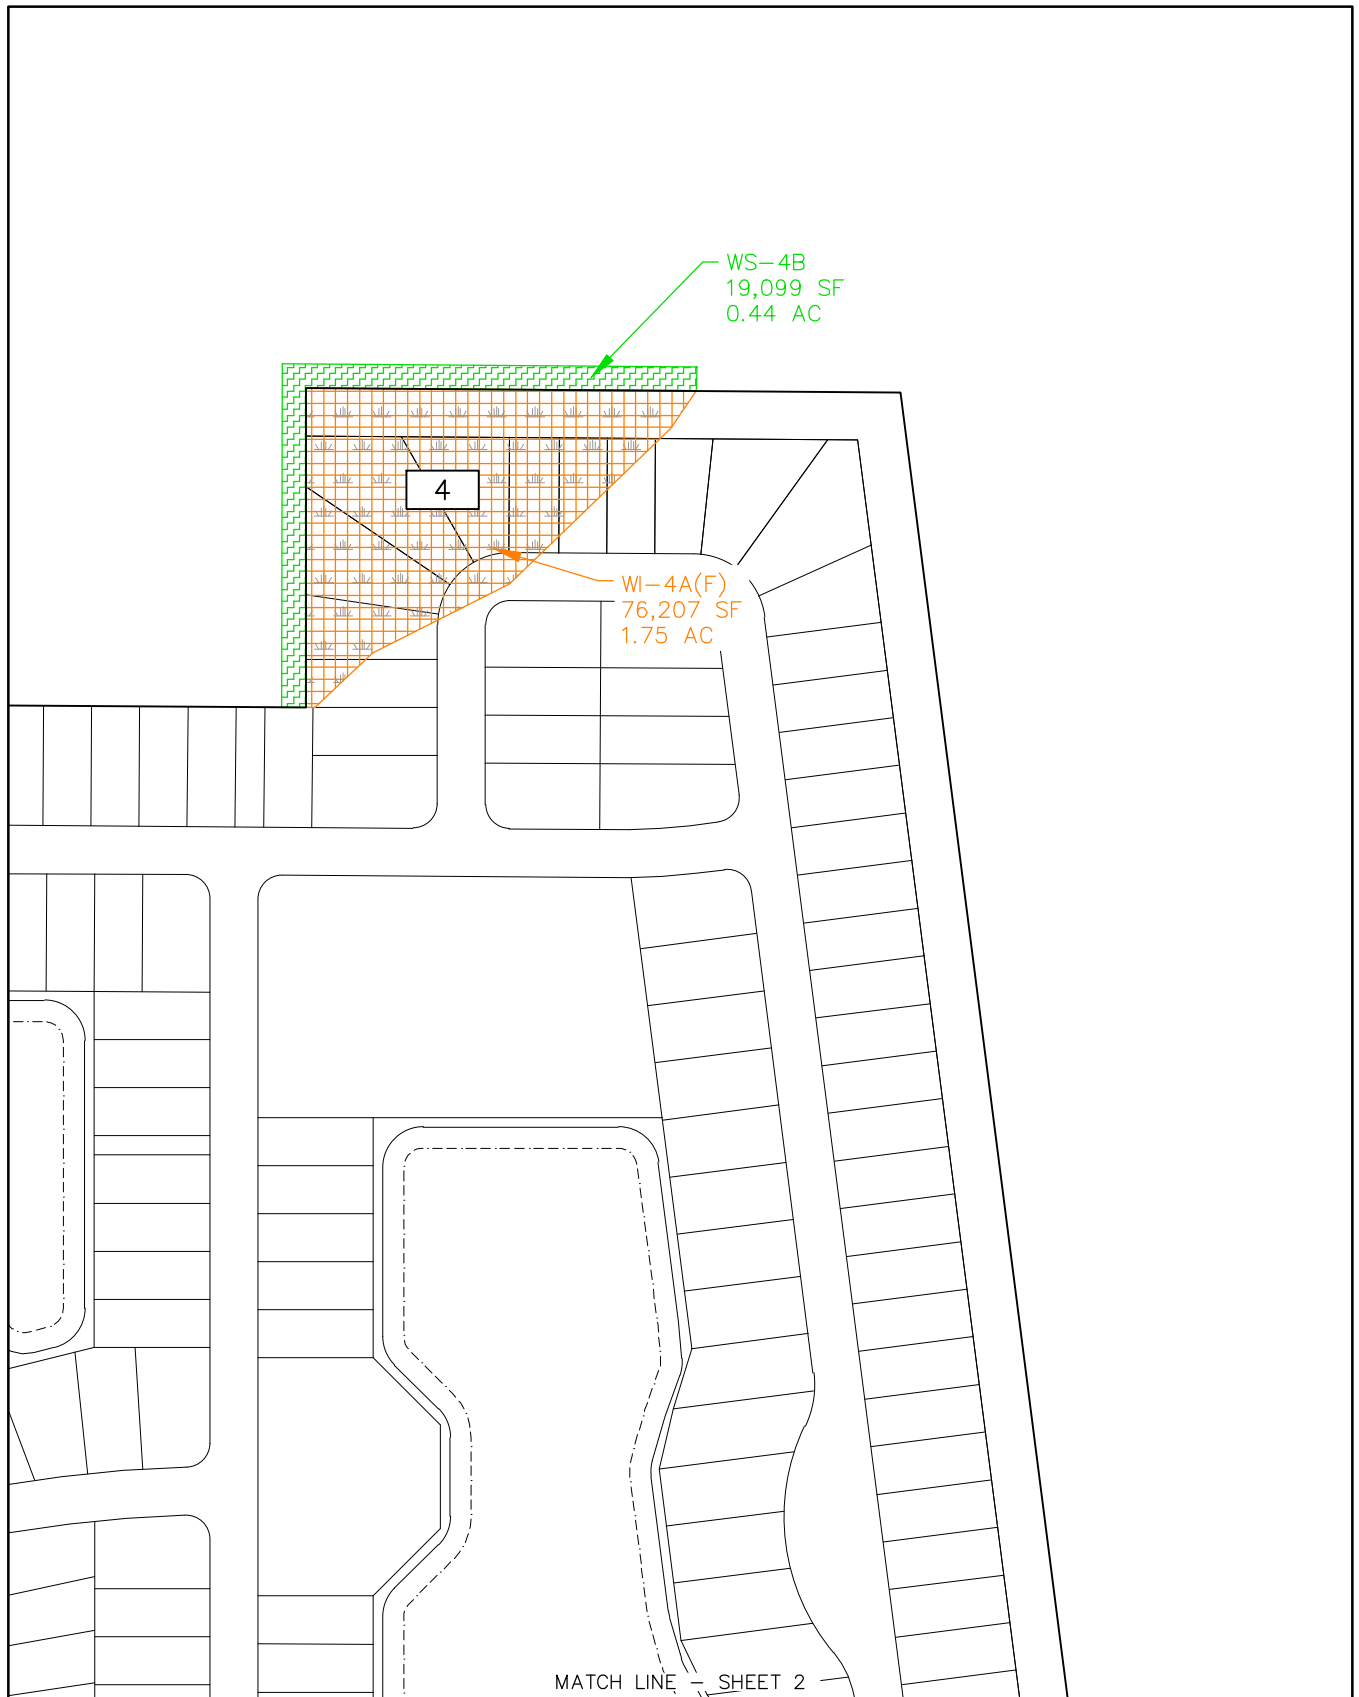 WS-4B
19,099 SF
0.44 AC
4
WI-4A(F)
76,207 SF
1.75 AC
MATCH LINE - SHEET 2